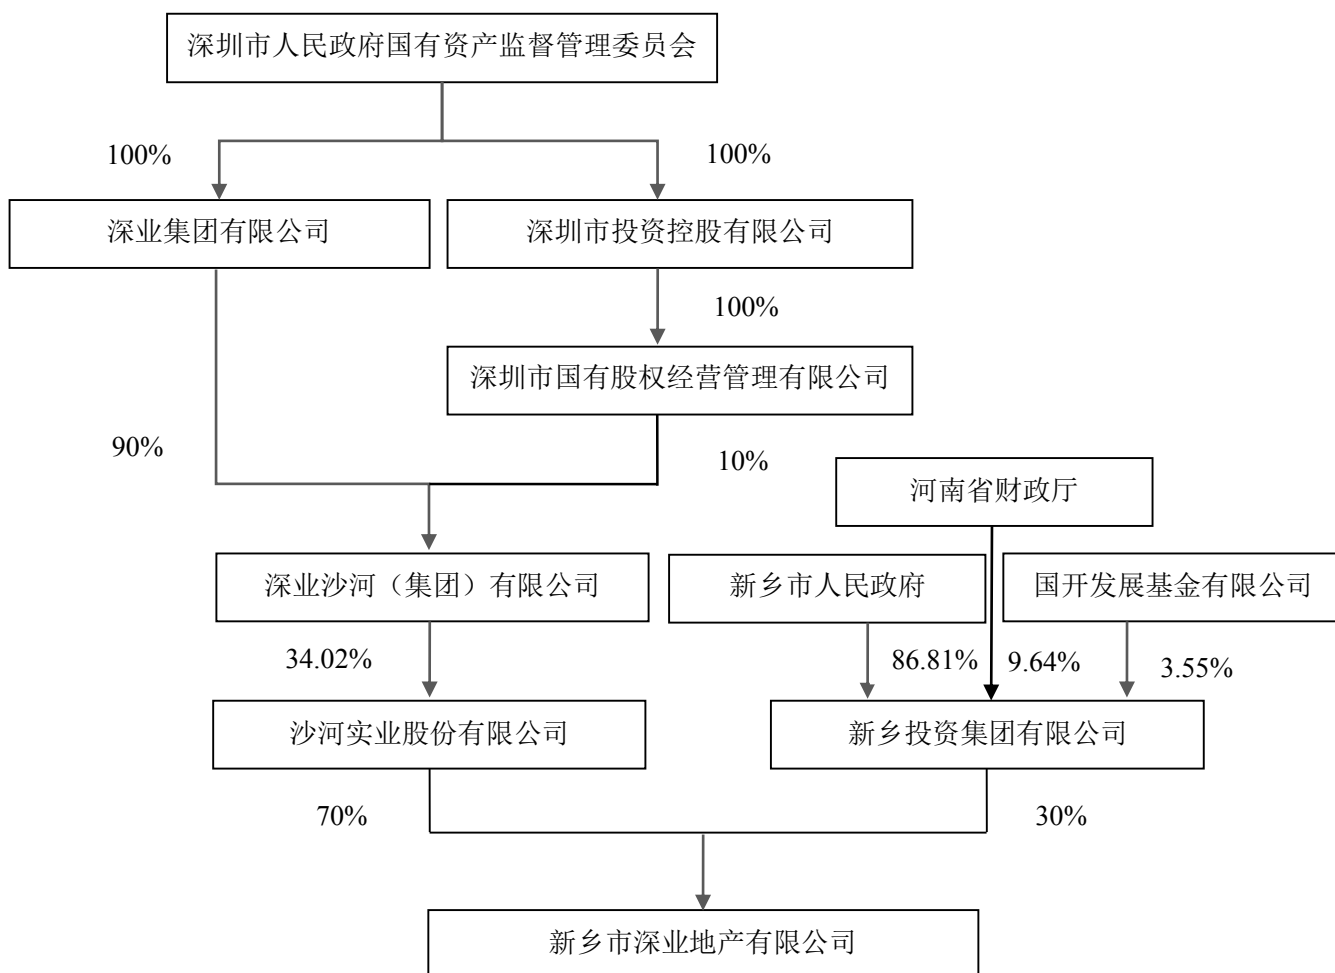 深圳市人民政府国有资产监督管理委员会
100%
100%
深业集团有限公司
深圳市投资控股有限公司
100%
深圳市国有股权经营管理有限公司
90%
10%
河南省财政厅
深业沙河（集团）有限公司
新乡市人民政府
国开发展基金有限公司
34.02%
86.81%
9.64%
3.55%
沙河实业股份有限公司
新乡投资集团有限公司
70%
30%
新乡市深业地产有限公司